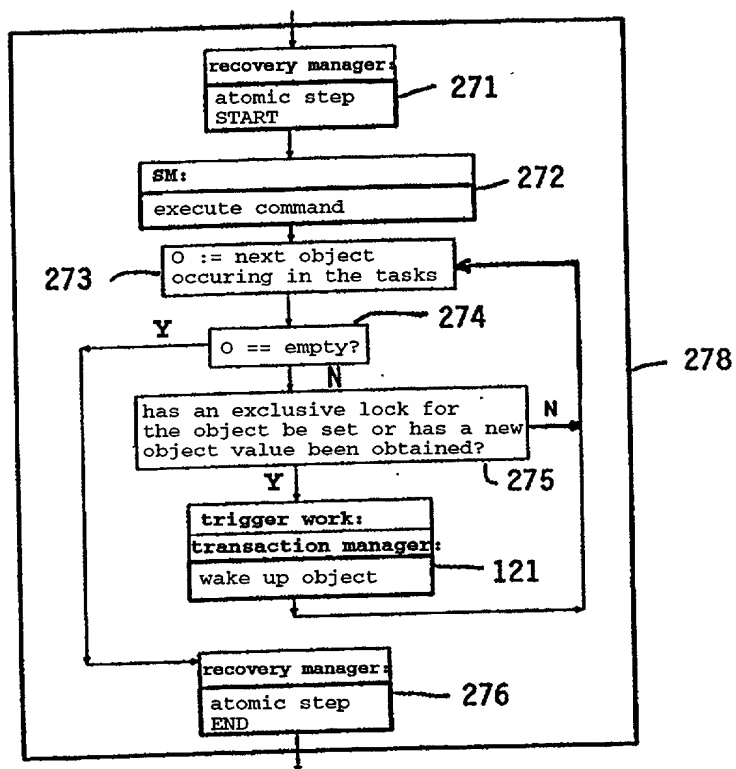 recovery manager:
271
atomic step
START
SM:
272
execute command
O := next object
occuring in the tasks
273
274
Y
O == empty?
N
278
has an exclusive lock for
the object be set or has a new
object value been obtained?
N
275
Y
trigger work:
transaction manager:
wake up object
121
recovery manager:
276
atomic step
END